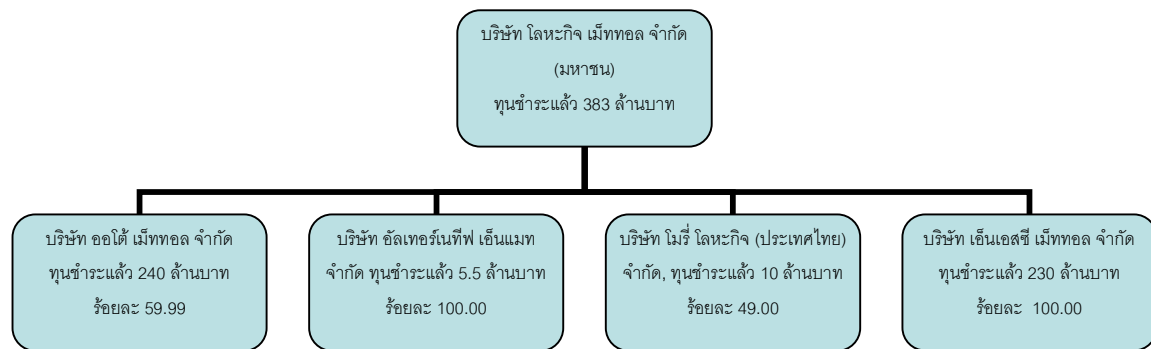 บริษัท โลหะกิจ เม็ททอล จำกัด
(มหาชน)
ทุนชำระแล้ว 383 ล้านบาท
บริษัท ออโต้ เม็ททอล จำกัด
ทุนชำระแล้ว 240 ล้านบาท
ร้อยละ 59.99
บริษัท อัลเทอร์เนทีฟ เอ็นแมท
จำกัด ทุนชำระแล้ว 5.5 ล้านบาท
ร้อยละ 100.00
บริษัท โมรี่ โลหะกิจ (ประเทศไทย)
จำกัด, ทุนชำระแล้ว 10 ล้านบาท
ร้อยละ 49.00
บริษัท เอ็นเอสซี เม็ททอล จำกัด
ทุนชำระแล้ว 230 ล้านบาท
ร้อยละ 100.00